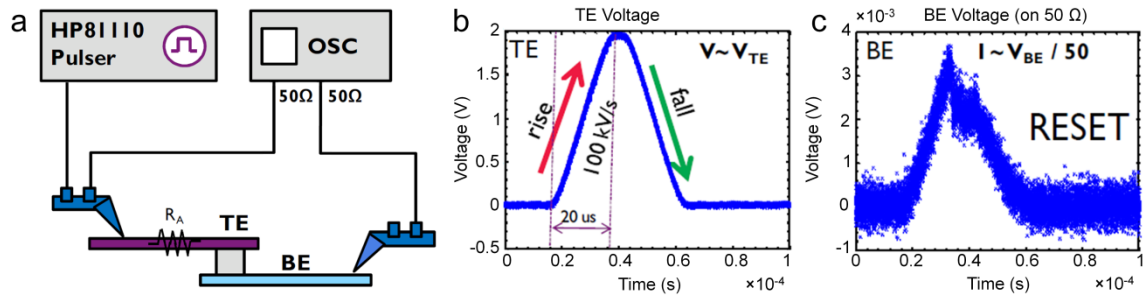 a
HP81110
Pulser
OSC
50Ω
50Ω
R_A
TE
BE
b
TE Voltage
TE
V~V_TE
rise
100 kV/s
fall
20 us
Voltage (V)
2
1.5
1
0.5
0
-0.5
0
0.2
0.4
0.6
0.8
1
Time (s)
×10⁻⁴
c
×10⁻³
BE Voltage (on 50 Ω)
BE
I~V_BE / 50
RESET
Voltage (V)
4
3
2
1
0
-1
0
0.2
0.4
0.6
0.8
1
Time (s)
×10⁻⁴